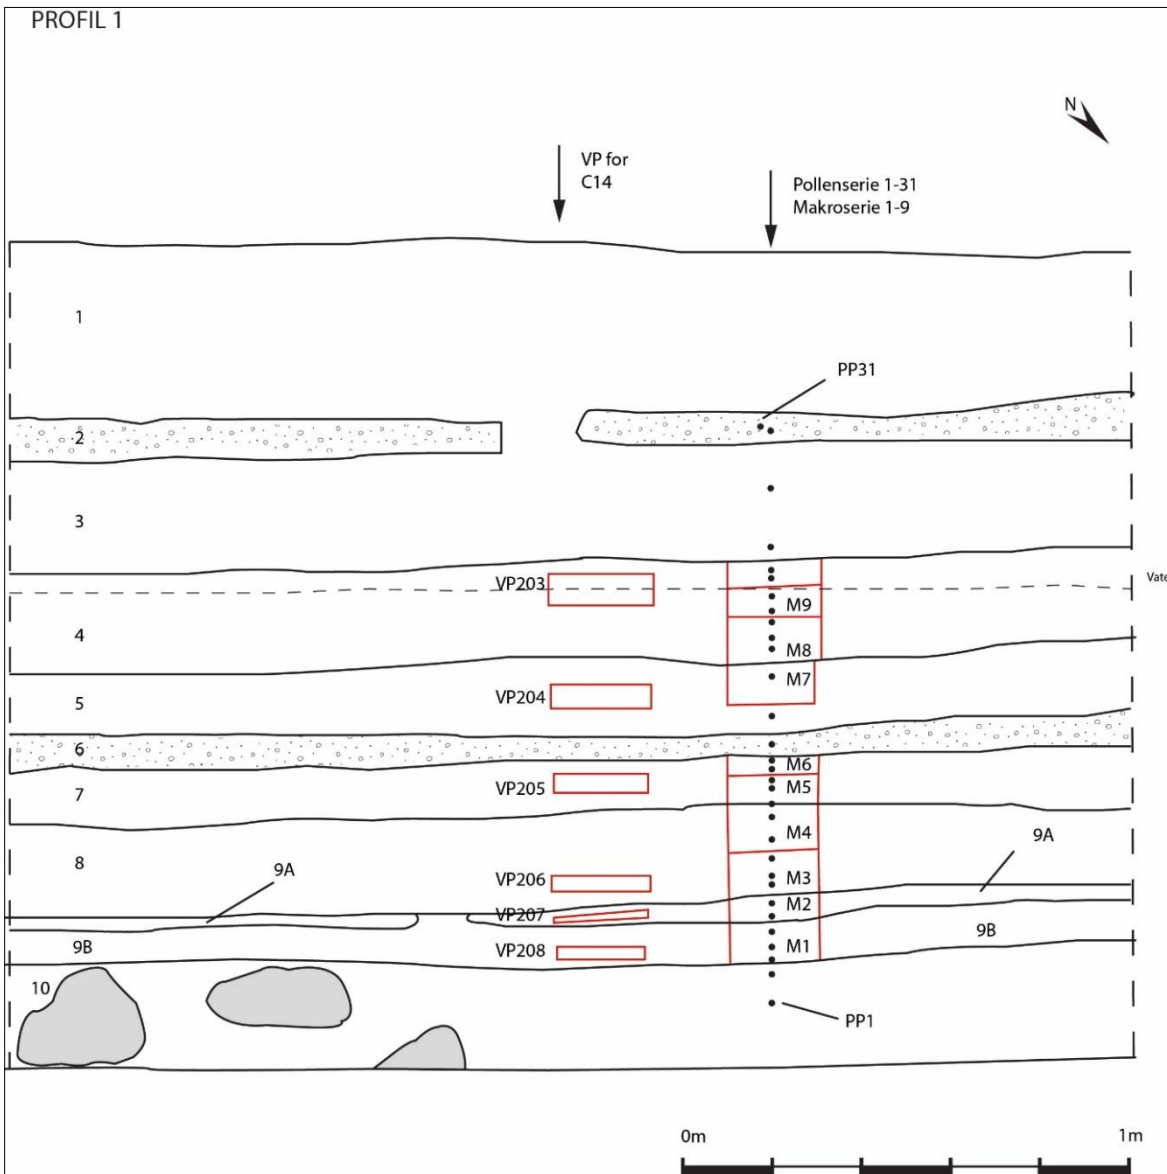 PROFIL 1
N
VP for
C14
Pollenserie 1-31
Makroserie 1-9
1
PP31
2
3
VP203
Vate
M9
4
M8
M7
5
VP204
6
M6
7
VP205
M5
M4
9A
8
9A
VP206
M3
VP207
M2
9B
9B
VP208
M1
10
PP1
0m
1m